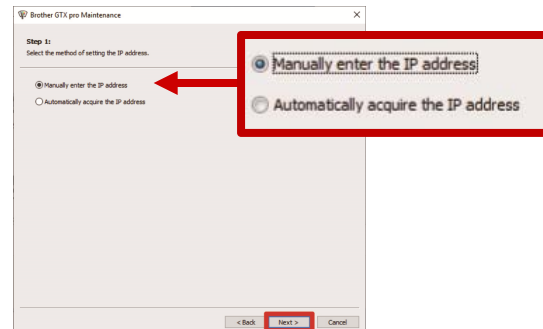 Brother GTX pro Maintenance
Step 1:
Select the method of setting the IP address.
Manually enter the IP address
Automatically acquire the IP address
Manually enter the IP address
Automatically acquire the IP address
< Back Next > Cancel